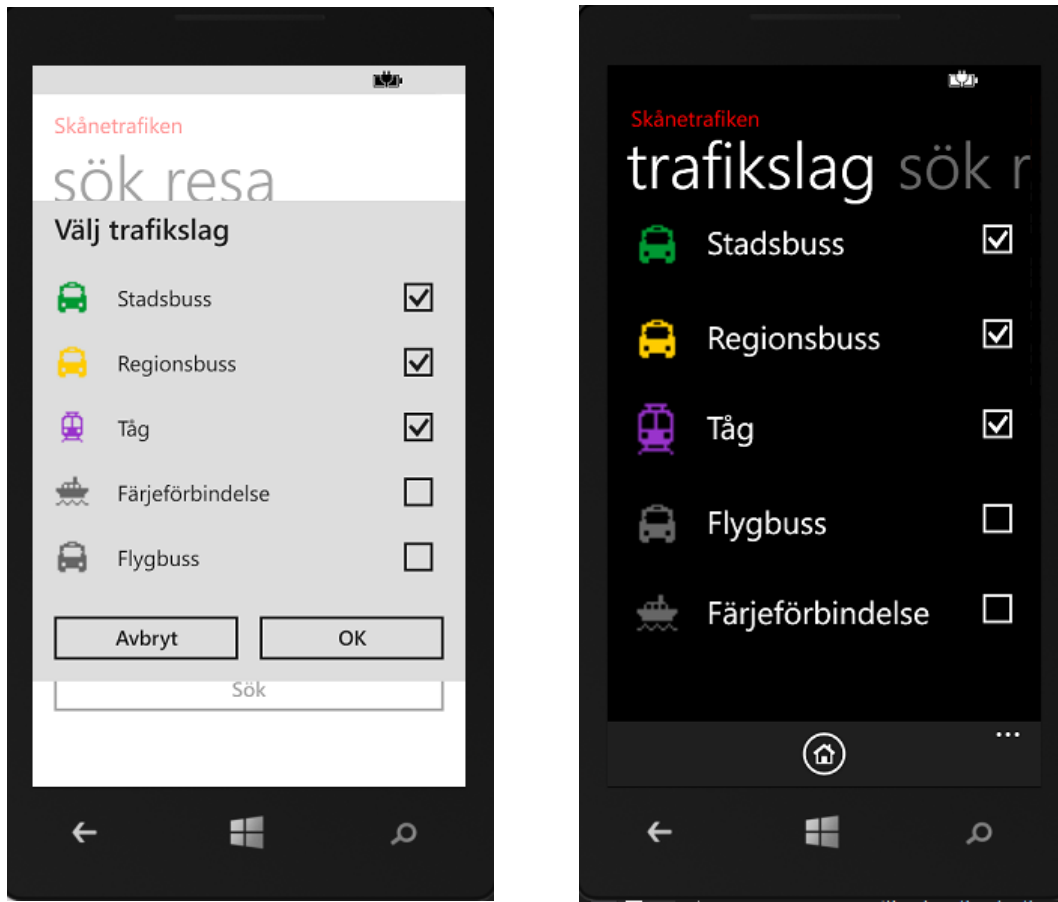 Skånetrafiken
sök resa
Välj trafikslag
Stadsbuss
Regionsbuss
Tåg
Färjeförbindelse
Flygbuss
Avbryt OK
Sök
Skånetrafiken
trafikslag sök r
Stadsbuss
Regionsbuss
Tåg
Flygbuss
Färjeförbindelse
...